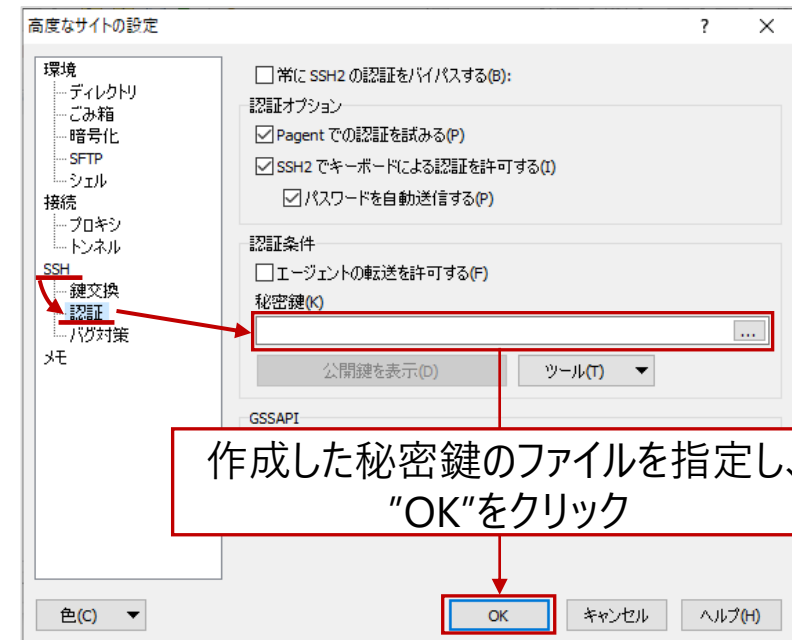 高度なサイトの設定
?
×
環境
ディレクトリ
ごみ箱
暗号化
SFTP
シェル
接続
プロキシ
トンネル
SSH
鍵交換
認証
バグ対策
メモ
常に SSH2 の認証をバイパスする(B):
認証オプション
Pagent での認証を試みる(P)
SSH2 でキーボードによる認証を許可する(I)
パスワードを自動送信する(P)
認証条件
エージェントの転送を許可する(F)
秘密鍵(K)
...
公開鍵を表示(D)
ツール(T)
GSSAPI
作成した秘密鍵のファイルを指定し、
”OK”をクリック
色(C)
OK
キャンセル
ヘルプ(H)